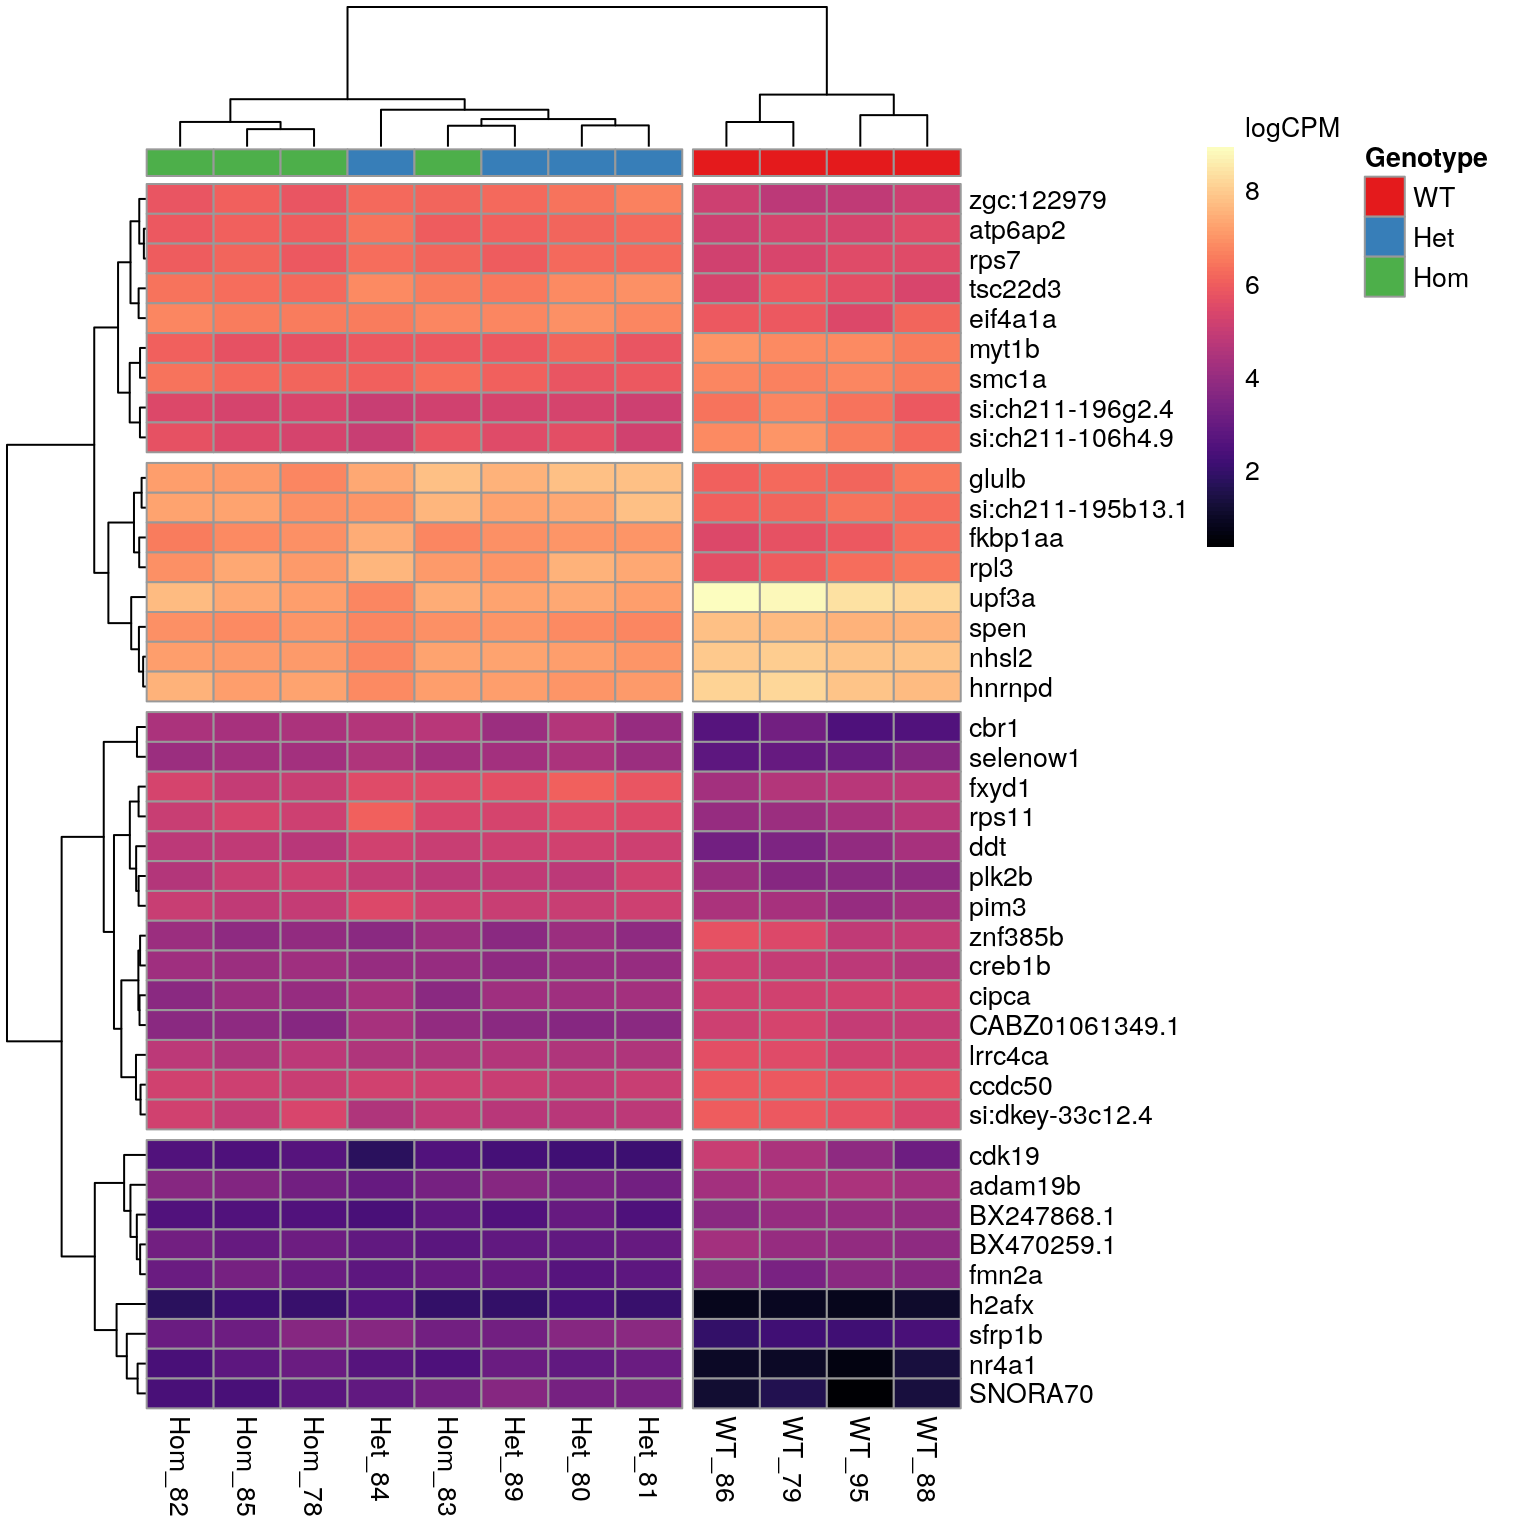 logCPM
8
6
4
2
Genotype
WT
Het
Hom
zgc:122979
atp6ap2
rps7
tsc22d3
eif4a1a
myt1b
smc1a
si:ch211-196g2.4
si:ch211-106h4.9
glulb
si:ch211-195b13.1
fkbp1aa
rpl3
upf3a
spen
nhsl2
hnrnpd
cbr1
selenow1
fxyd1
rps11
ddt
plk2b
pim3
znf385b
creb1b
cipca
CABZ01061349.1
lrrc4ca
ccdc50
si:dkey-33c12.4
cdk19
adam19b
BX247868.1
BX470259.1
fmn2a
h2afx
sfrp1b
nr4a1
SNORA70
Hom_82
Hom_85
Hom_78
Het_84
Hom_83
Het_89
Het_80
Het_81
WT_86
WT_79
WT_95
WT_88